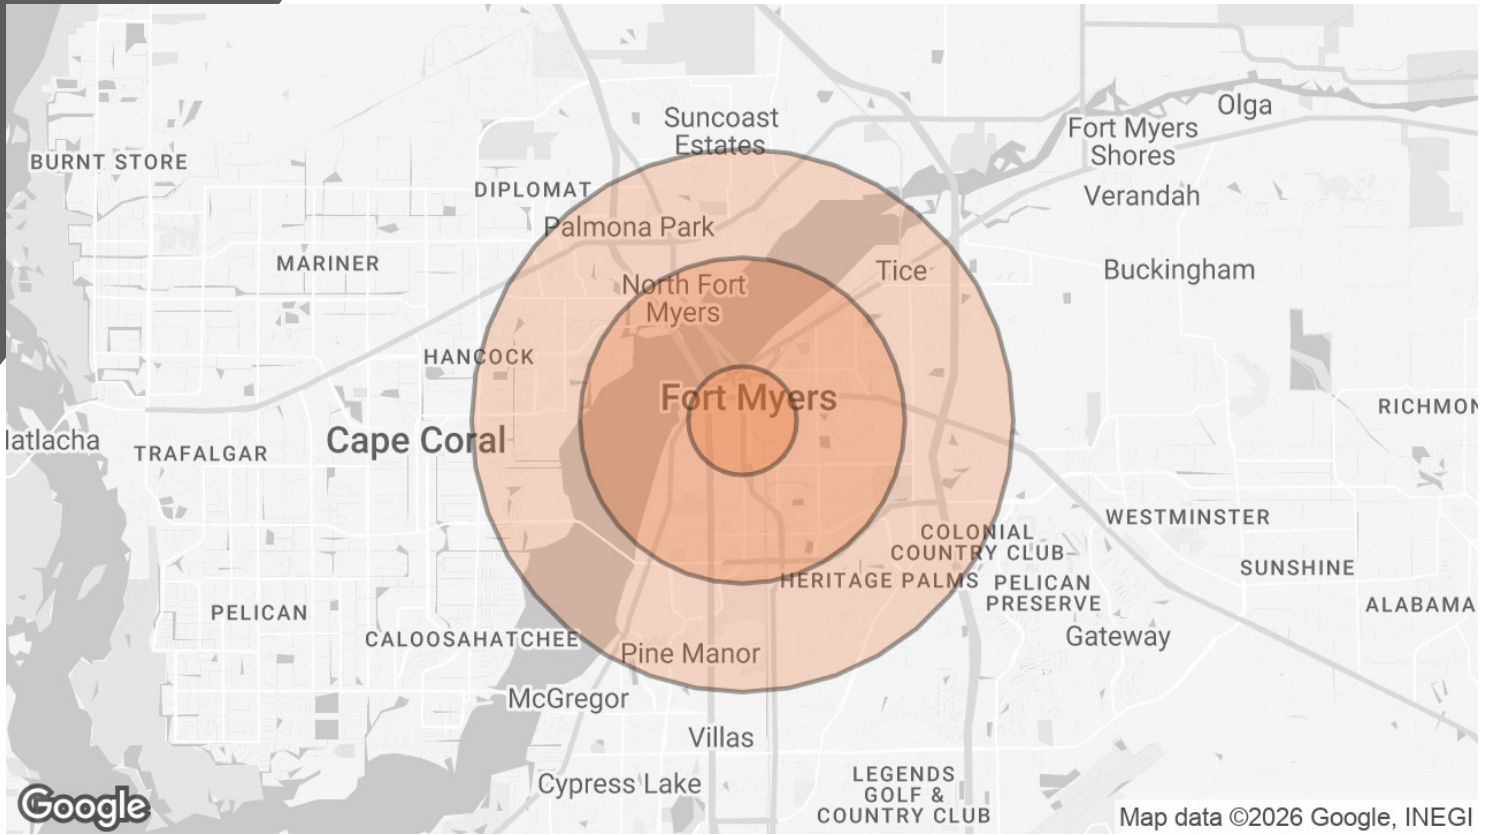 Suncoast
Estates
Olga
Fort Myers
Shores
BURNT STORE
DIPLOMAT
Verandah
Palmona Park
MARINER
Tice
Buckingham
North Fort
Myers
HANCOCK
Fort Myers
RICHMON
Cape Coral
latlacha
TRAFALGAR
WESTMINSTER
COLONIAL
COUNTRY CLUB
SUNSHINE
HERITAGE PALMS
PELICAN
PRESERVE
ALABAMA
PELICAN
CALOOSAHATCHEE
Gateway
Pine Manor
McGregor
Villas
Cypress Lake
LEGENDS
GOLF &
COUNTRY CLUB
Google
Map data ©2026 Google, INEGI